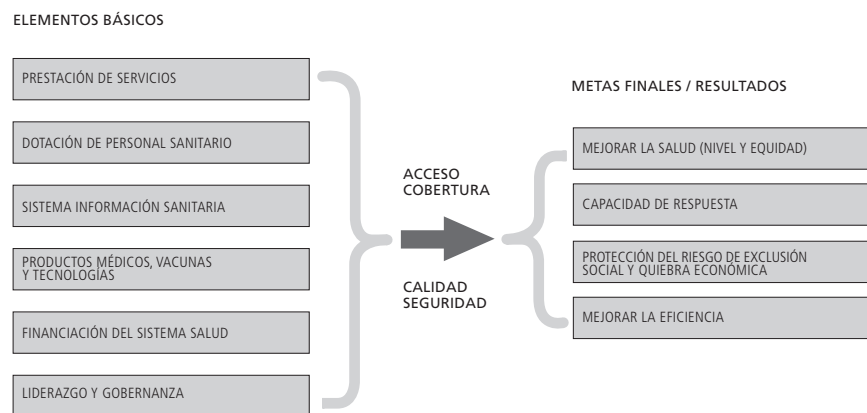 ELEMENTOS BÁSICOS
PRESTACIÓN DE SERVICIOS
DOTACIÓN DE PERSONAL SANITARIO
SISTEMA INFORMACIÓN SANITARIA
PRODUCTOS MÉDICOS, VACUNAS
Y TECNOLOGÍAS
FINANCIACIÓN DEL SISTEMA SALUD
LIDERAZGO Y GOBERNANZA
ACCESO
COBERTURA
CALIDAD
SEGURIDAD
METAS FINALES / RESULTADOS
MEJORAR LA SALUD (NIVEL Y EQUIDAD)
CAPACIDAD DE RESPUESTA
PROTECCIÓN DEL RIESGO DE EXCLUSIÓN
SOCIAL Y QUIEBRA ECONÓMICA
MEJORAR LA EFICIENCIA